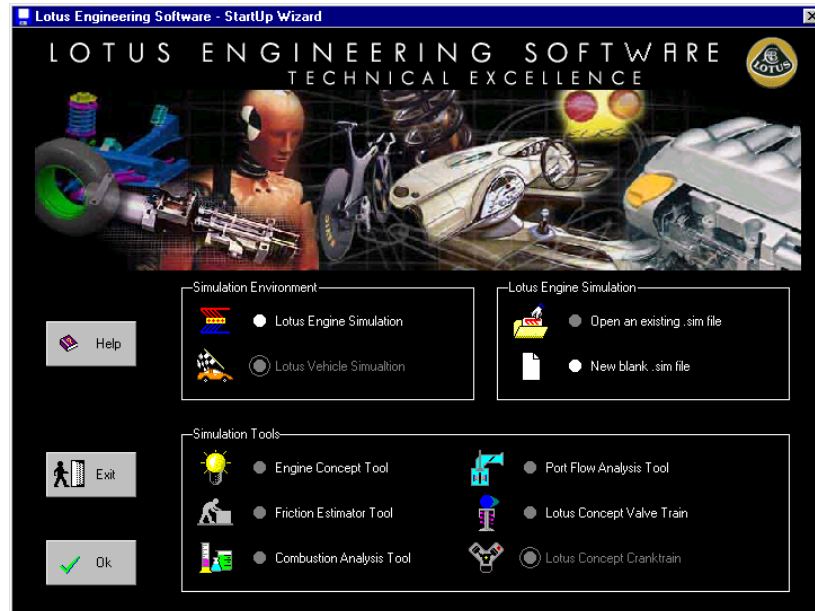 Lotus Engineering Software - StartUp Wizard
LOTUS ENGINEERING SOFTWARE
TECHNICAL EXCELLENCE
LOTUS
Simulation Environment
Lotus Engine Simulation
Lotus Vehicle Simualtion
Lotus Engine Simulation
Open an existing .sim file
New blank .sim file
Help
Simulation Tools
Engine Concept Tool
Friction Estimator Tool
Combustion Analysis Tool
Port Flow Analysis Tool
Lotus Concept Valve Train
Lotus Concept Cranktrain
Exit
Ok